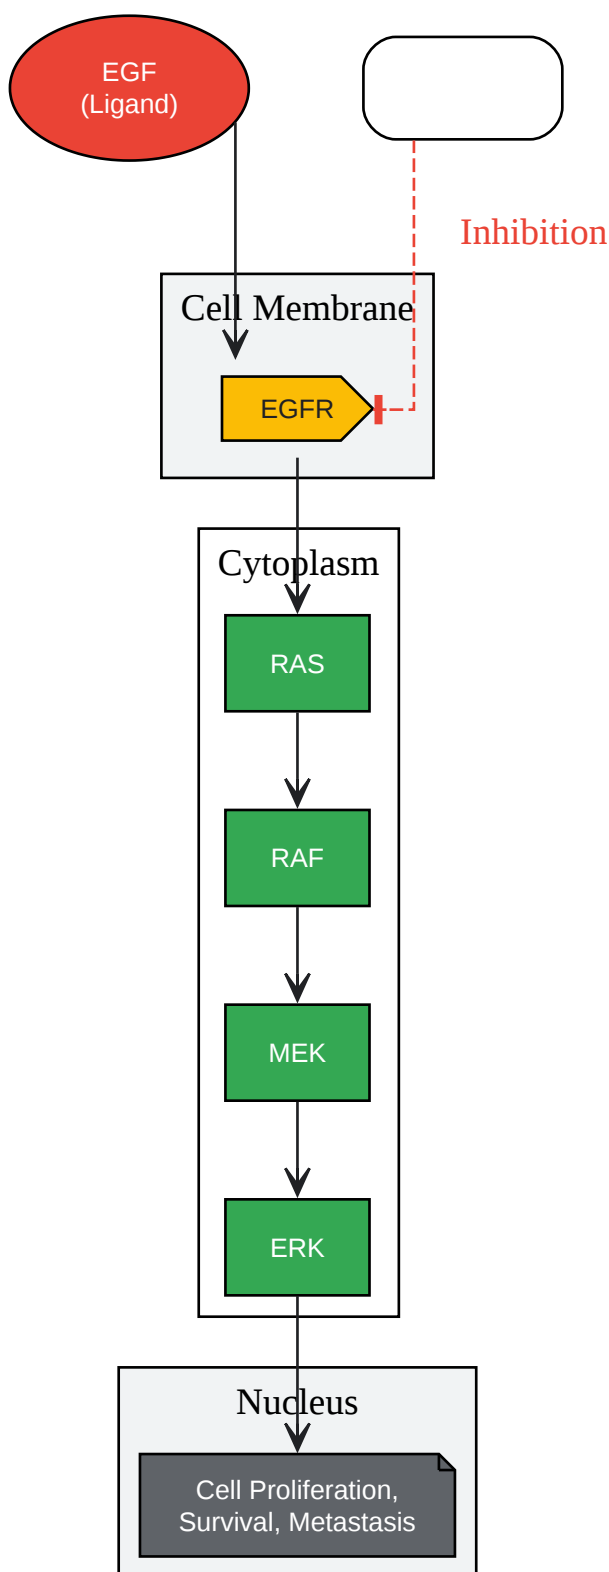 EGF
(Ligand)
Inhibition
Cell Membrane
EGFR
Cytoplasm
RAS
RAF
MEK
ERK
Nucleus
Cell Proliferation,
Survival, Metastasis